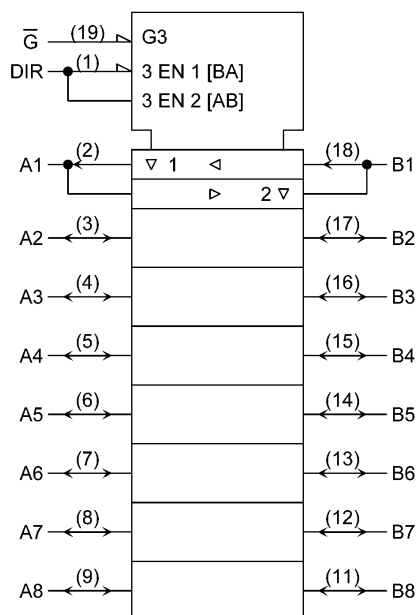 G̅ (19) G3
DIR (1) 3 EN 1 [BA]
3 EN 2 [AB]
A1 (2) ▽ 1 ◁ (18) B1
▷ 2 ▽
A2 (3) (17) B2
A3 (4) (16) B3
A4 (5) (15) B4
A5 (6) (14) B5
A6 (7) (13) B6
A7 (8) (12) B7
A8 (9) (11) B8